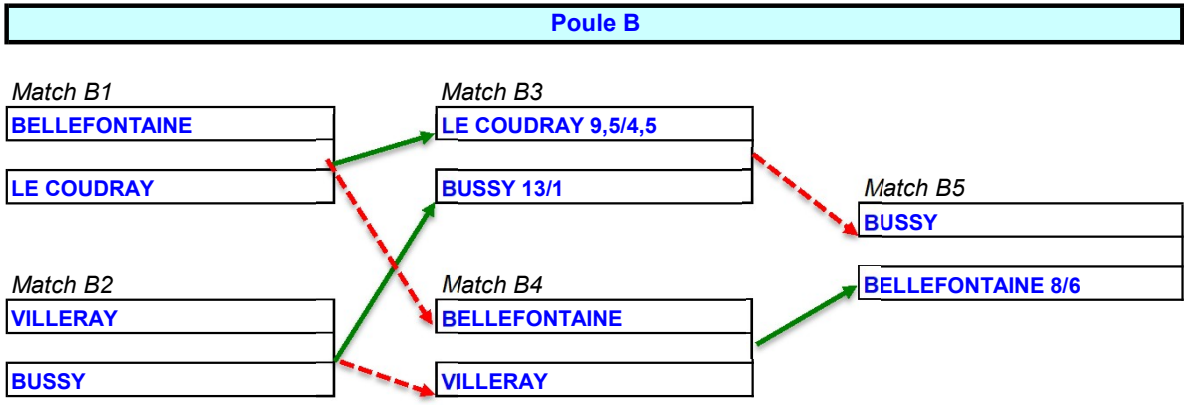 Poule B
Match B1
BELLEFONTAINE
LE COUDRAY
Match B2
VILLERAY
BUSSY
Match B3
LE COUDRAY 9,5/4,5
BUSSY 13/1
Match B4
BELLEFONTAINE
VILLERAY
Match B5
BUSSY
BELLEFONTAINE 8/6